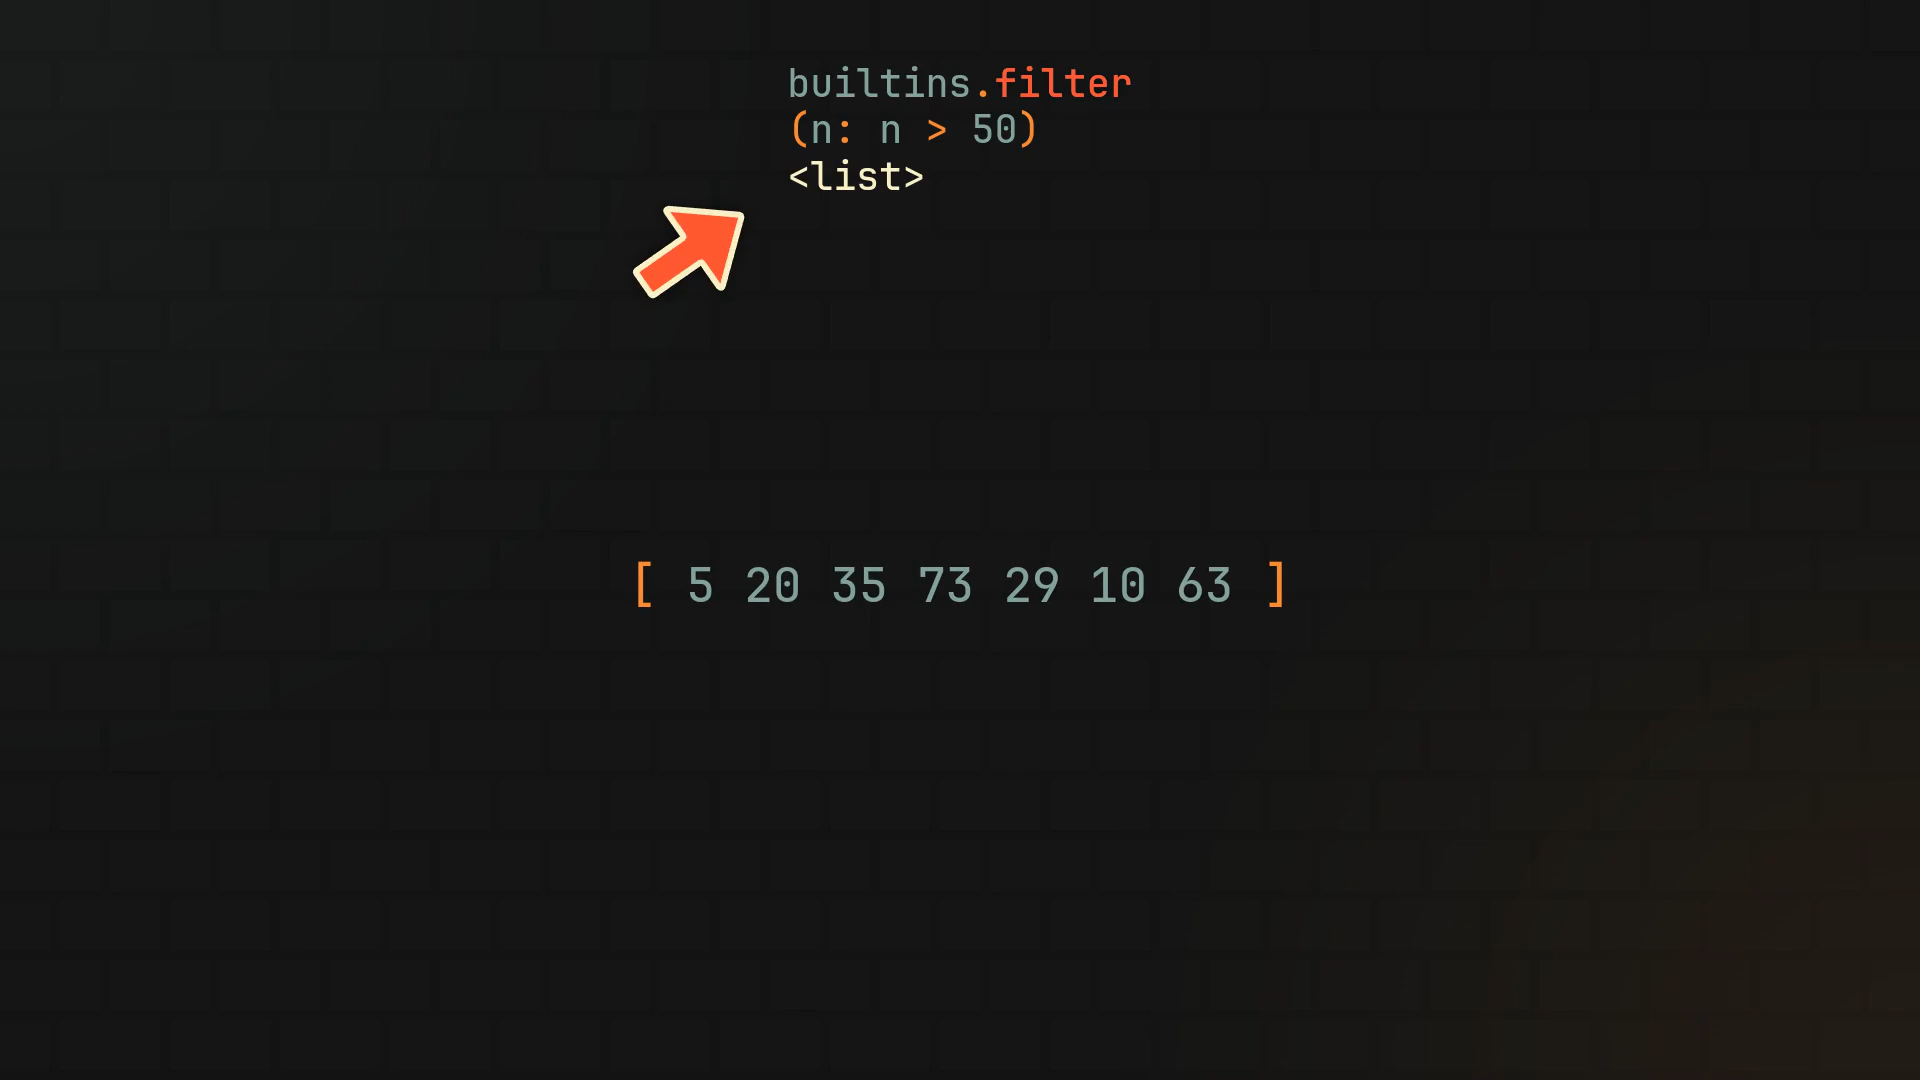 builtins.filter
(n: n > 50)
<list>
[ 5 20 35 73 29 10 63 ]